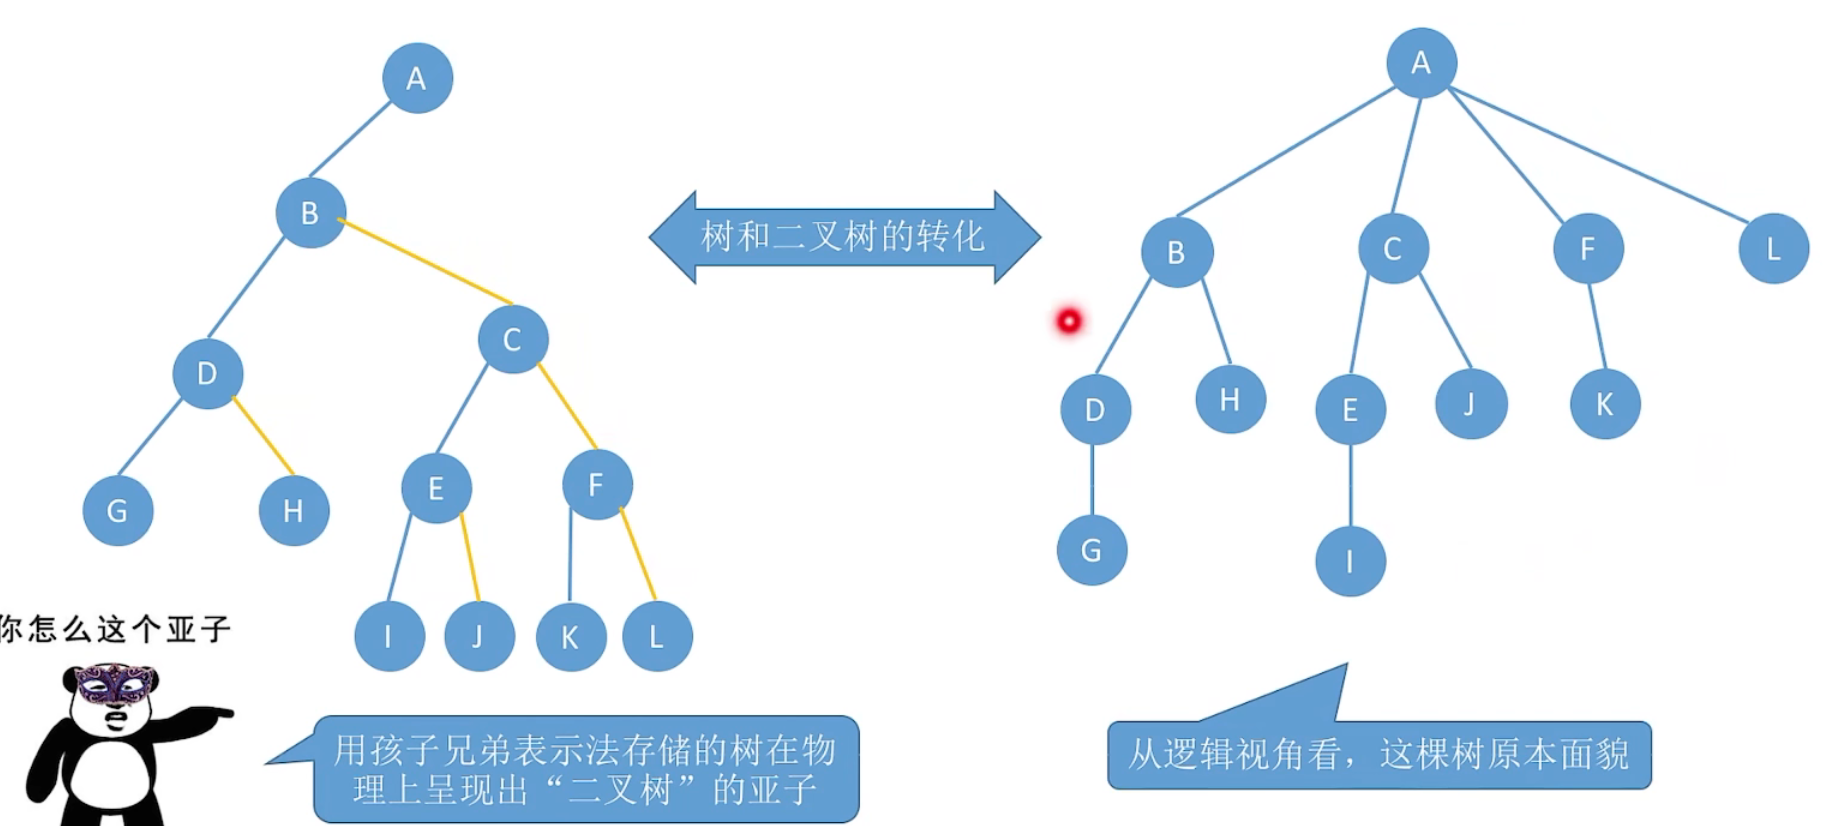 A
B
C
D
E
F
G
H
I
J
K
L
树和二叉树的转化
A
B
C
F
L
D
H
E
J
K
G
I
你怎么这个亚子
用孩子兄弟表示法存储的树在物
理上呈现出“二叉树”的亚子
从逻辑视角看，这棵树原本面貌